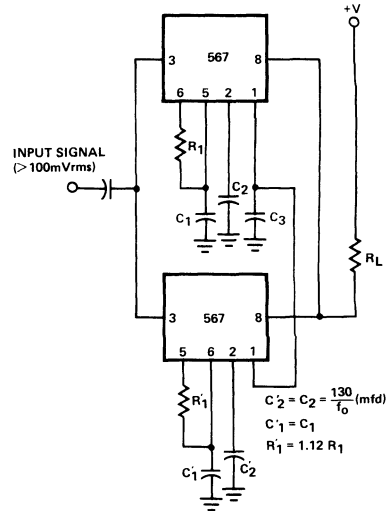 +V
3 567 8
6 5 2 1
R1
INPUT SIGNAL
(>100mVrms)
C2
C1
C3
RL
3 567 8
5 6 2 1
R'1
C'1
C'2
C'2 = C2 = 130/fo (mfd)
C'1 = C1
R'1 = 1.12 R1